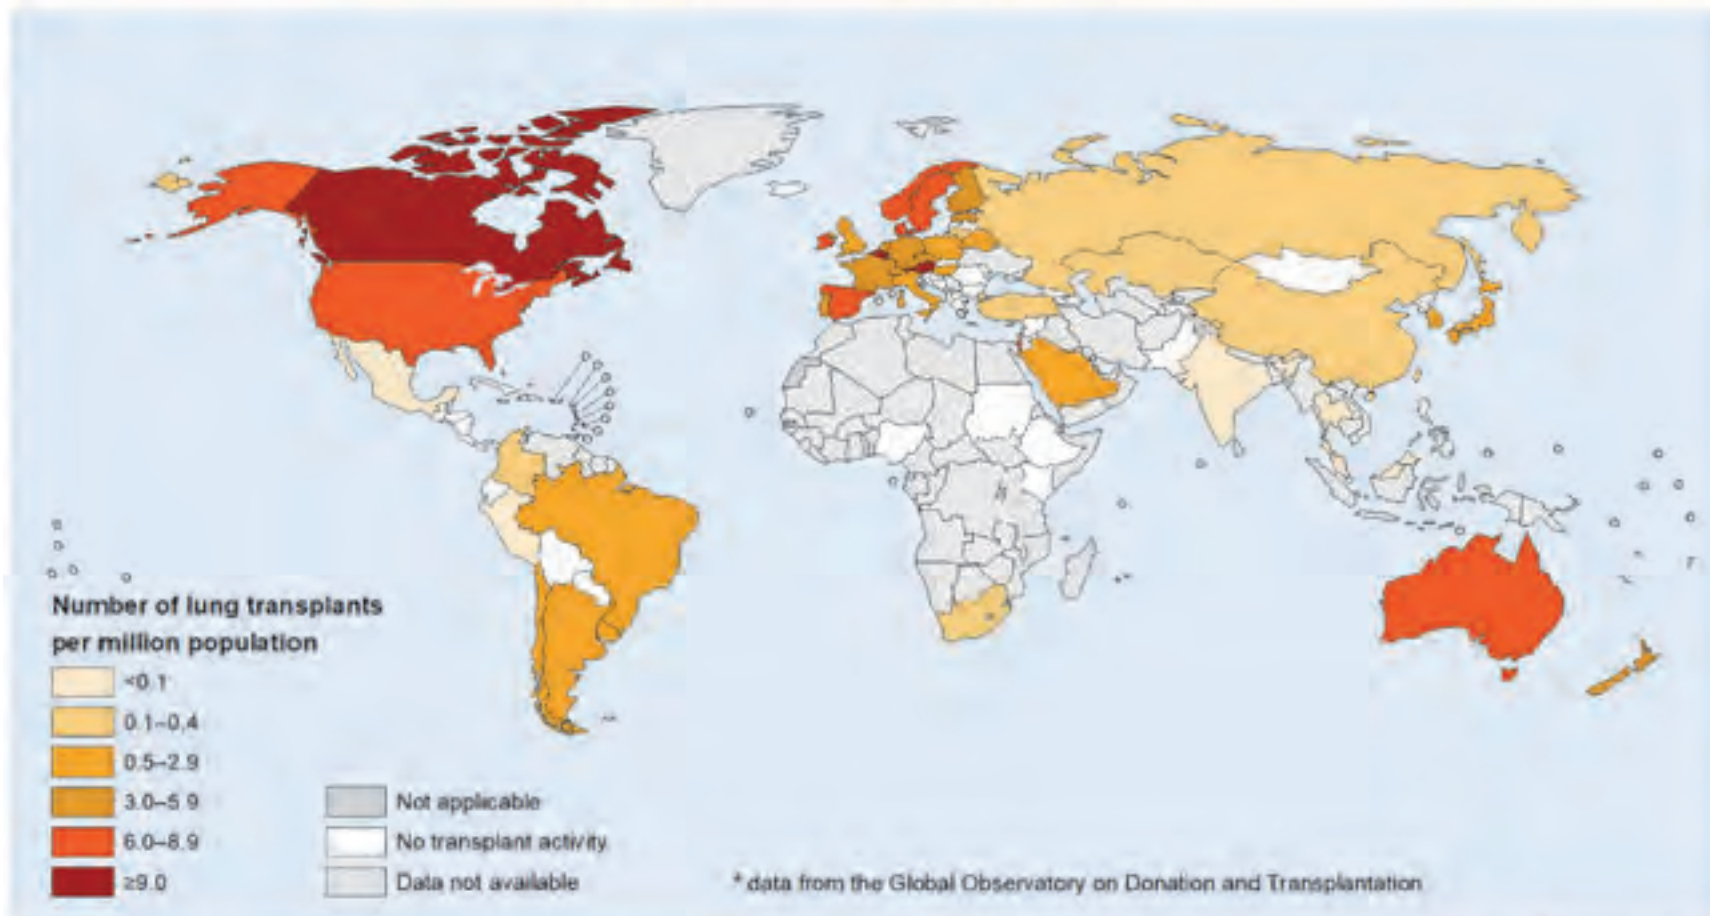 Number of lung transplants
per million population
<0.1
0.1–0.4
0.5–2.9
3.0–5.9
6.0–8.9
≥9.0
Not applicable
No transplant activity
Data not available
* data from the Global Observatory on Donation and Transplantation